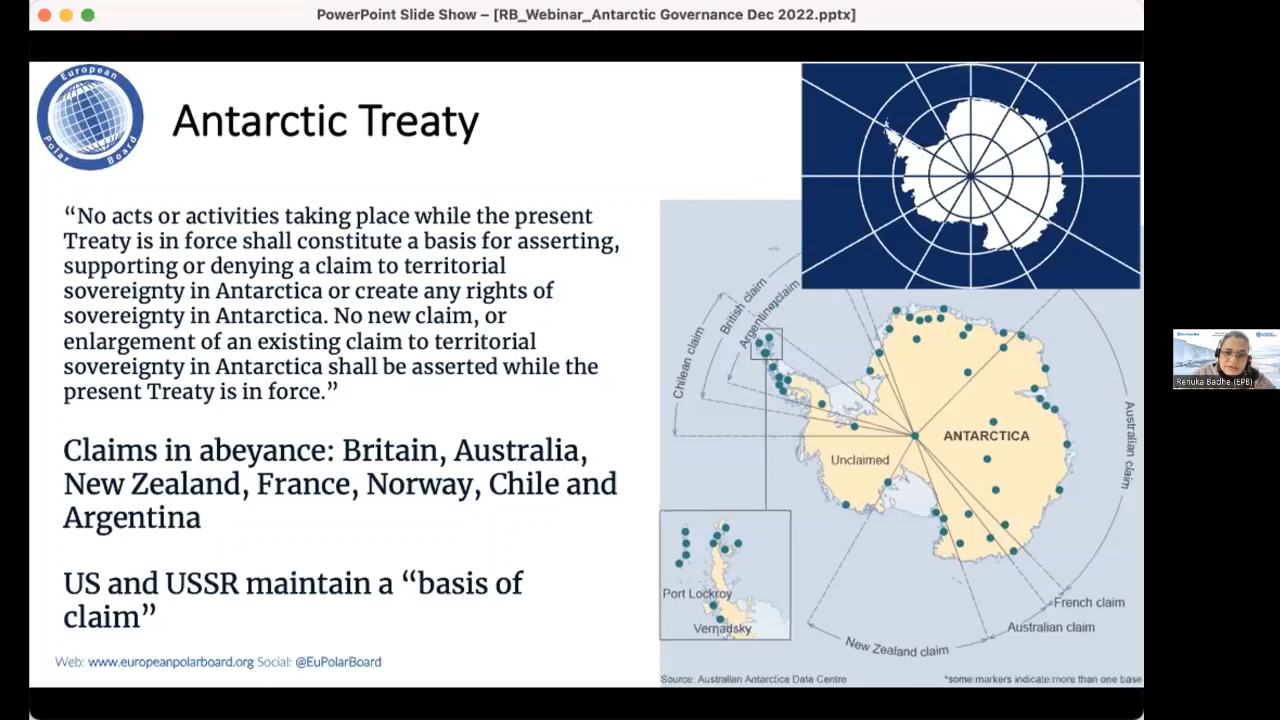 PowerPoint Slide Show – [RB_Webinar_Antarctic Governance Dec 2022.pptx]
European
Polar Board
Antarctic Treaty
“No acts or activities taking place while the present
Treaty is in force shall constitute a basis for asserting,
supporting or denying a claim to territorial
sovereignty in Antarctica or create any rights of
sovereignty in Antarctica. No new claim, or
enlargement of an existing claim to territorial
sovereignty in Antarctica shall be asserted while the
present Treaty is in force.”
Claims in abeyance: Britain, Australia,
New Zealand, France, Norway, Chile and
Argentina
US and USSR maintain a “basis of
claim”
Web: www.europeanpolarboard.org Social: @EuPolarBoard
British claim
Argentine claim
Chilean claim
Australian claim
ANTARCTICA
Unclaimed
Port Lockroy
Vernadsky
French claim
Australian claim
New Zealand claim
Source: Australian Antarctica Data Centre
*some markers indicate more than one base
Renuka Badhe (EPB)